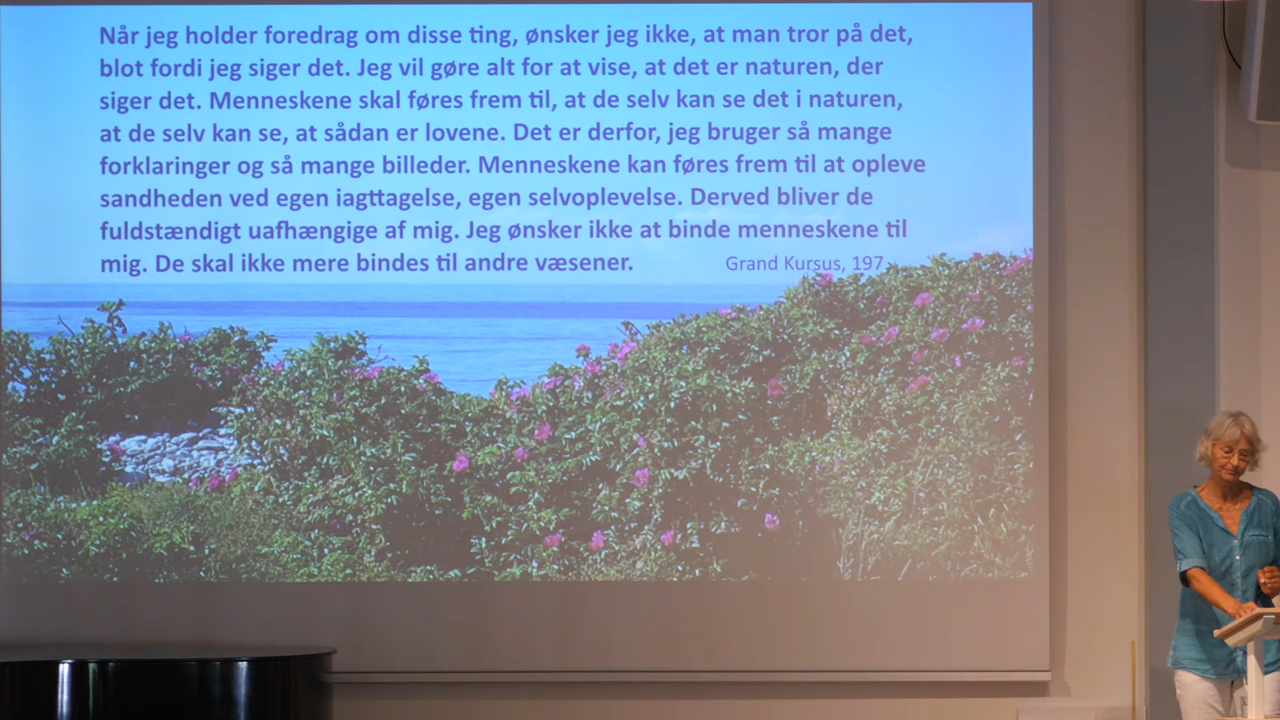 Når jeg holder foredrag om disse ting, ønsker jeg ikke, at man tror på det,
blot fordi jeg siger det. Jeg vil gøre alt for at vise, at det er naturen, der
siger det. Menneskene skal føres frem til, at de selv kan se det i naturen,
at de selv kan se, at sådan er lovene. Det er derfor, jeg bruger så mange
forklaringer og så mange billeder. Menneskene kan føres frem til at opleve
sandheden ved egen iagttagelse, egen selvoplevelse. Derved bliver de
fuldstændigt uafhængige af mig. Jeg ønsker ikke at binde menneskene til
mig. De skal ikke mere bindes til andre væsener.
Grand Kursus, 197.